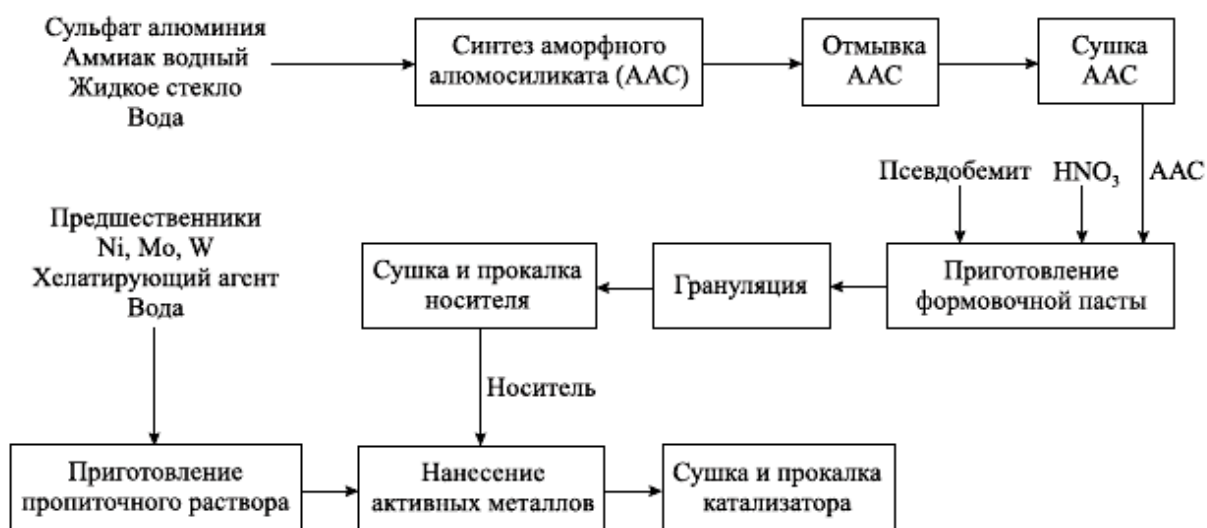 Сульфат алюминия
Аммиак водный
Жидкое стекло
Вода
Синтез аморфного
алюмосиликата (ААС)
Отмывка
ААС
Сушка
ААС
Псевдобемит
HNO₃
ААС
Приготовление
формовочной пасты
Грануляция
Сушка и прокалка
носителя
Носитель
Предшественники
Ni, Mo, W
Хелатирующий агент
Вода
Приготовление
пропиточного раствора
Нанесение
активных металлов
Сушка и прокалка
катализатора